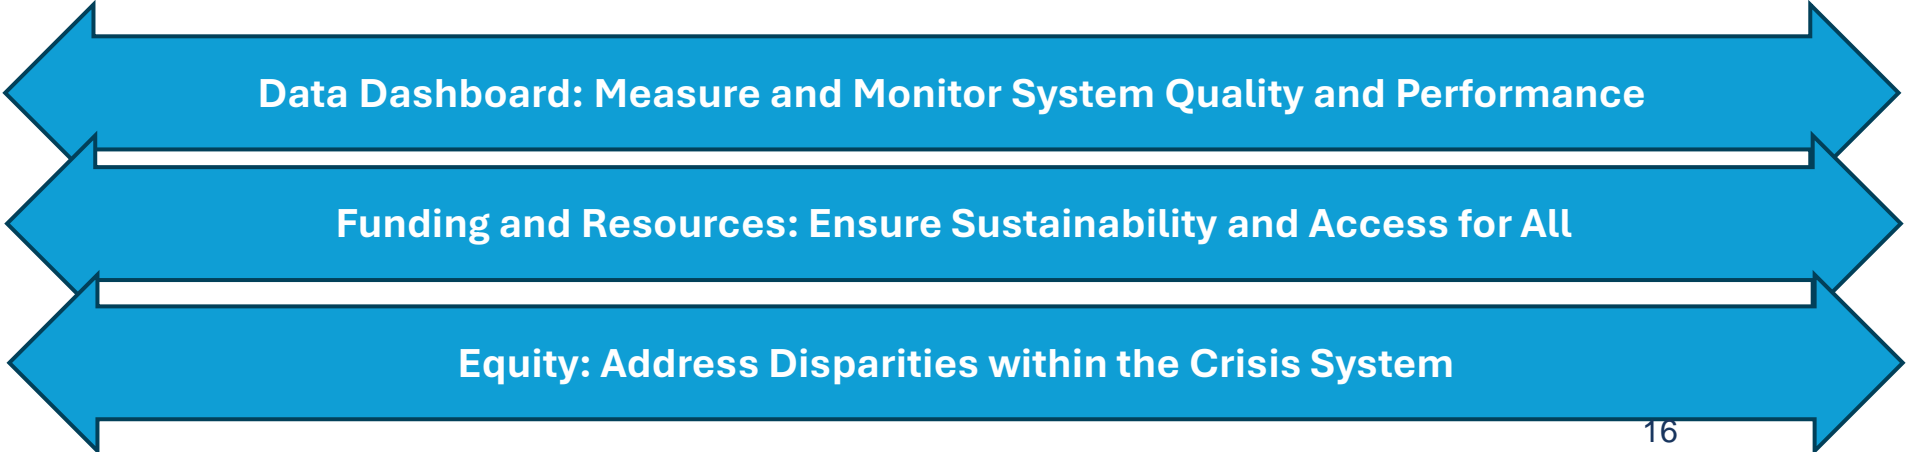 Data Dashboard: Measure and Monitor System Quality and Performance
Funding and Resources: Ensure Sustainability and Access for All
Equity: Address Disparities within the Crisis System
16